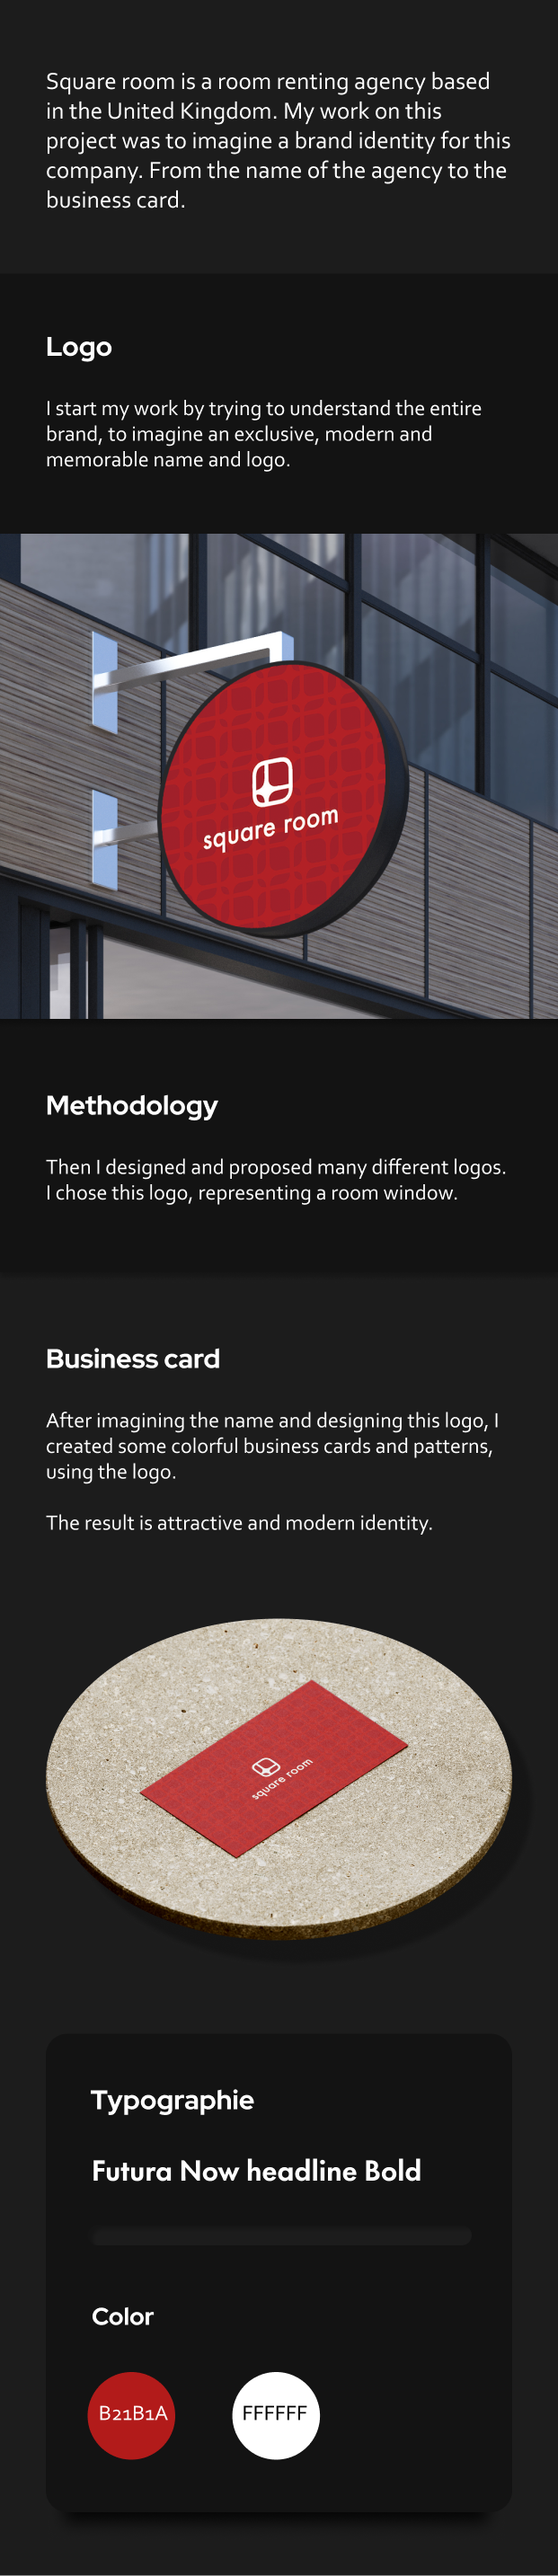 Square room is a room renting agency based
in the United Kingdom. My work on this
project was to imagine a brand identity for this
company. From the name of the agency to the
business card.
Logo
I start my work by trying to understand the entire
brand, to imagine an exclusive, modern and
memorable name and logo.
square room
Methodology
Then I designed and proposed many different logos.
I chose this logo, representing a room window.
Business card
After imagining the name and designing this logo, I
created some colorful business cards and patterns,
using the logo.
The result is attractive and modern identity.
square room
Typographie
Futura Now headline Bold
Color
B21B1A
FFFFFF